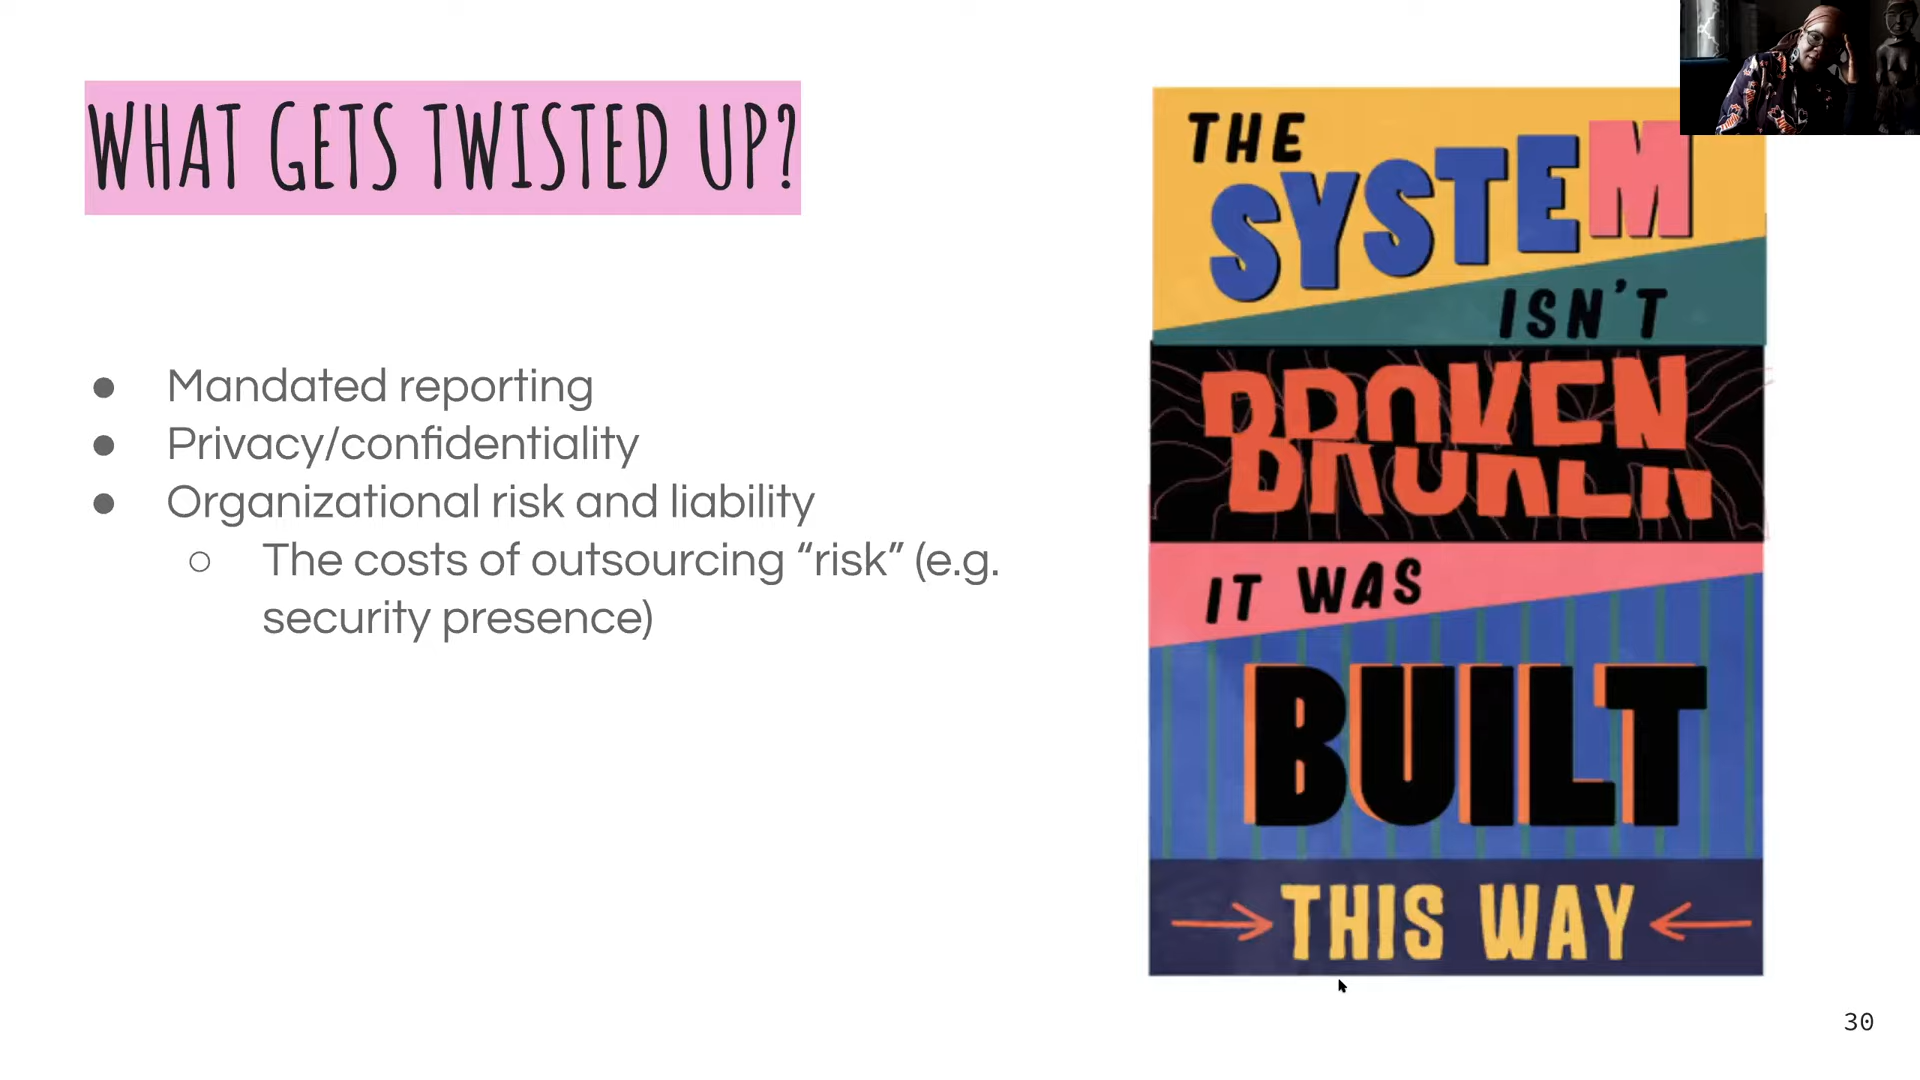 WHAT GETS TWISTED UP?
● Mandated reporting
● Privacy/confidentiality
● Organizational risk and liability
○ The costs of outsourcing “risk” (e.g.
security presence)
THE
SYSTEM
ISN'T
BROKEN
IT WAS
BUILT
THIS WAY
30